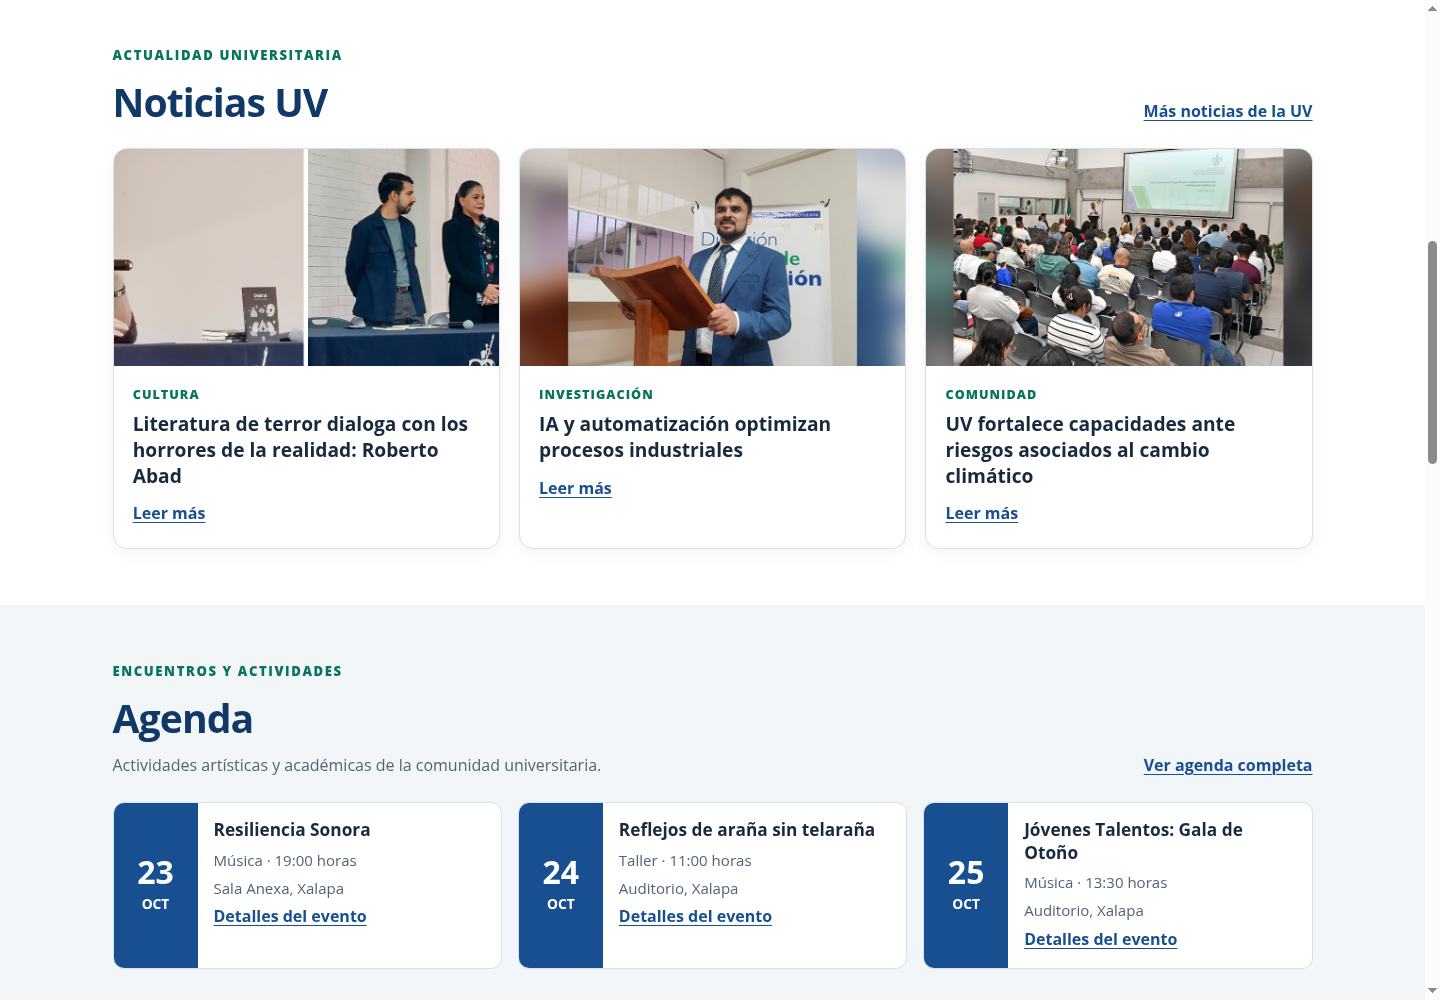 ACTUALIDAD UNIVERSITARIA
Noticias UV
Más noticias de la UV
CULTURA
Literatura de terror dialoga con los
horrores de la realidad: Roberto
Abad
Leer más
INVESTIGACIÓN
IA y automatización optimizan
procesos industriales
Leer más
COMUNIDAD
UV fortalece capacidades ante
riesgos asociados al cambio
climático
Leer más
ENCUENTROS Y ACTIVIDADES
Agenda
Actividades artísticas y académicas de la comunidad universitaria.
Ver agenda completa
23
OCT
Resiliencia Sonora
Música · 19:00 horas
Sala Anexa, Xalapa
Detalles del evento
24
OCT
Reflejos de araña sin telaraña
Taller · 11:00 horas
Auditorio, Xalapa
Detalles del evento
25
OCT
Jóvenes Talentos: Gala de
Otoño
Música · 13:30 horas
Auditorio, Xalapa
Detalles del evento